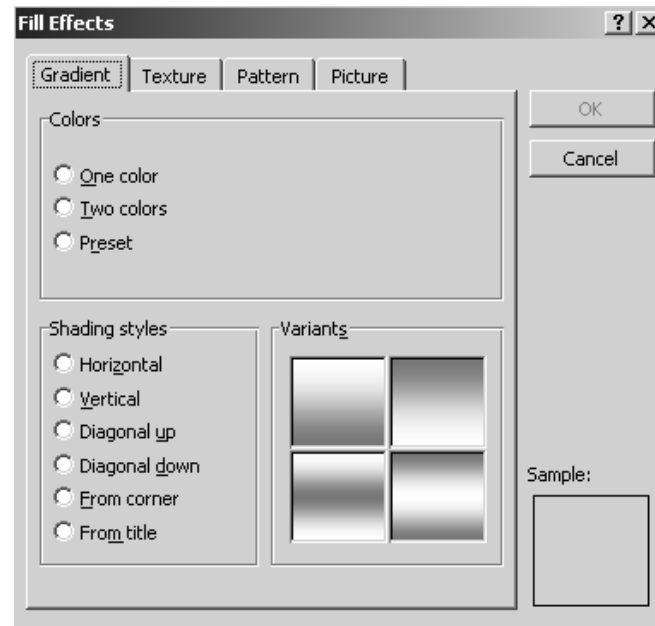 Fill Effects
Gradient Texture Pattern Picture
Colors
One color
Two colors
Preset
OK
Cancel
Shading styles
Horizontal
Vertical
Diagonal up
Diagonal down
From corner
From title
Variants
Sample: